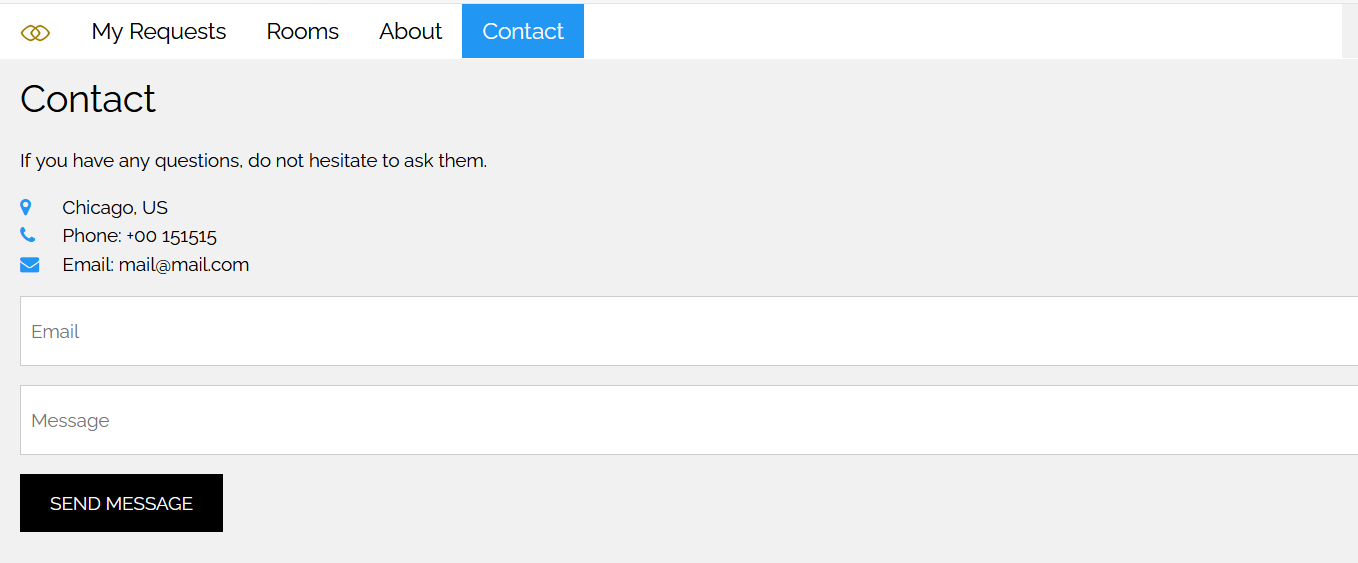 My Requests Rooms About Contact
Contact
If you have any questions, do not hesitate to ask them.
Chicago, US
Phone: +00 151515
Email: mail@mail.com
Email
Message
SEND MESSAGE